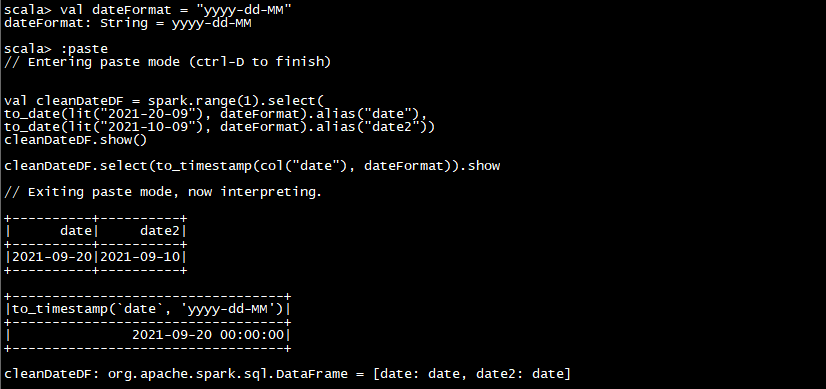 scala> val dateFormat = "yyyy-dd-MM"
dateFormat: String = yyyy-dd-MM
scala> :paste
// Entering paste mode (ctrl-D to finish)
val cleanDateDF = spark.range(1).select(
to_date(lit("2021-20-09"), dateFormat).alias("date"),
to_date(lit("2021-10-09"), dateFormat).alias("date2"))
cleanDateDF.show()
cleanDateDF.select(to_timestamp(col("date"), dateFormat)).show
// Exiting paste mode, now interpreting.
+----------+----------+
|      date|     date2|
+----------+----------+
|2021-09-20|2021-09-10|
+----------+----------+
+----------------------------------+
|to_timestamp(`date`, 'yyyy-dd-MM')|
+----------------------------------+
|               2021-09-20 00:00:00|
+----------------------------------+
cleanDateDF: org.apache.spark.sql.DataFrame = [date: date, date2: date]